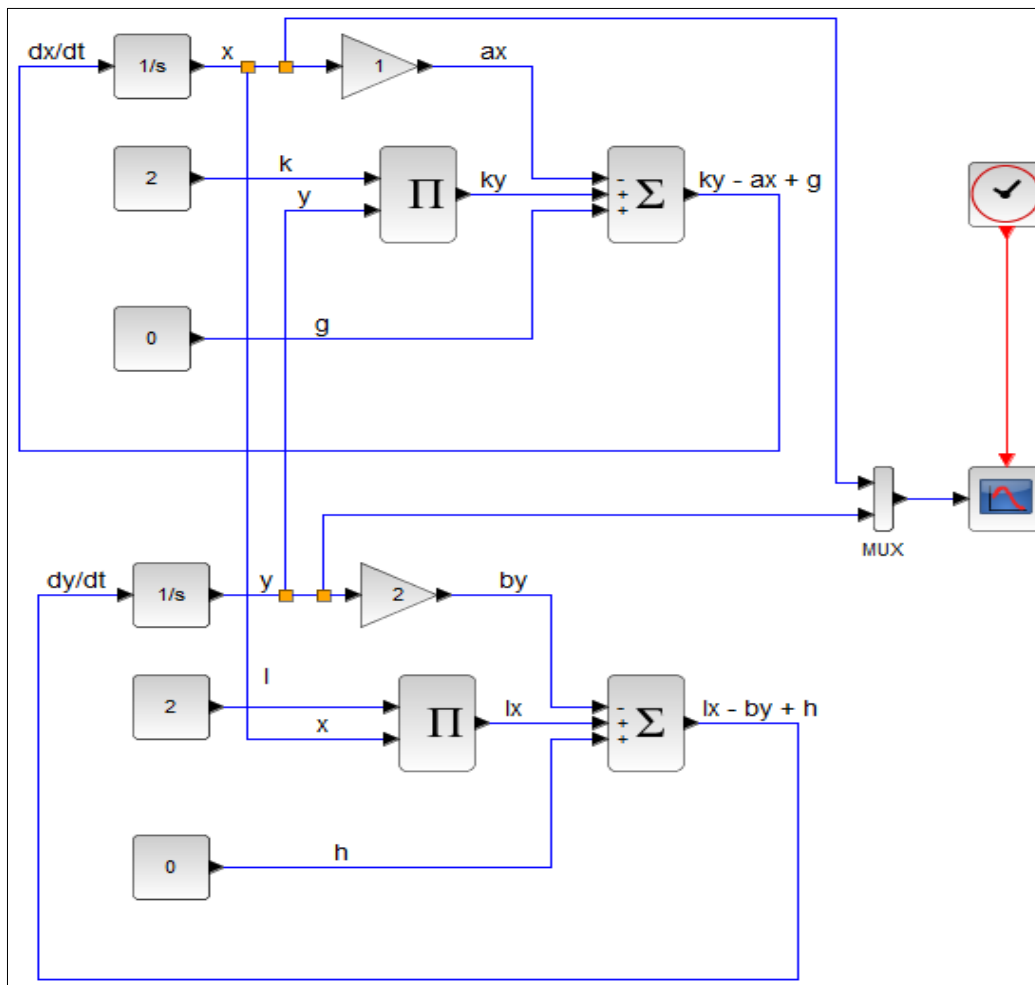 dx/dt
1/s
x
1
ax
2
k
y
Π
ky
-
+
+
Σ
ky - ax + g
0
g
MUX
dy/dt
1/s
y
2
by
2
l
x
Π
lx
-
+
+
Σ
lx - by + h
0
h